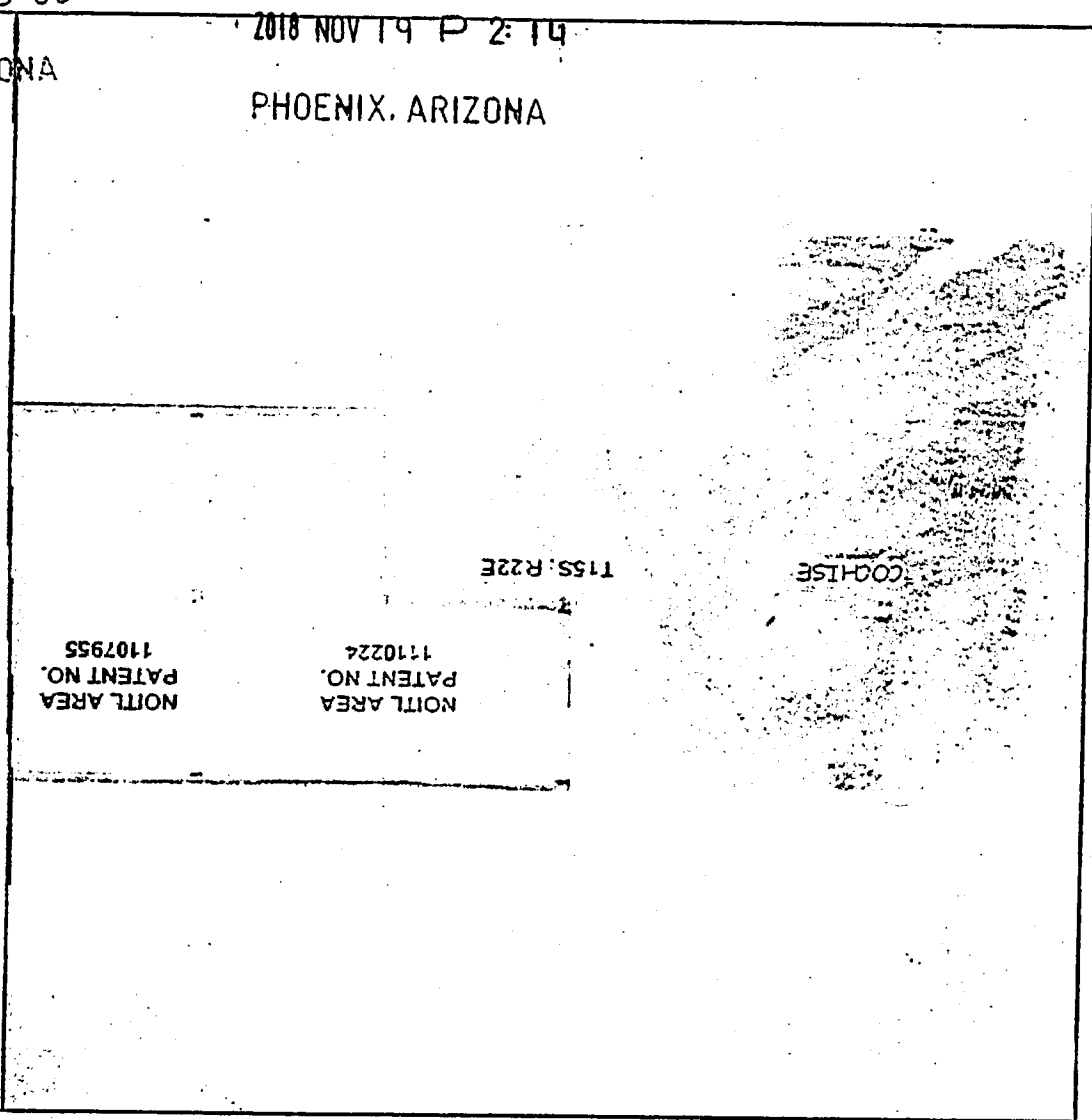 2018 NOV 19 P 2: 14
ONA
PHOENIX, ARIZONA
T15S: R22E
COCHISE
NOITL AREA
PATENT NO.
1110224
NOITL AREA
PATENT NO.
1107955